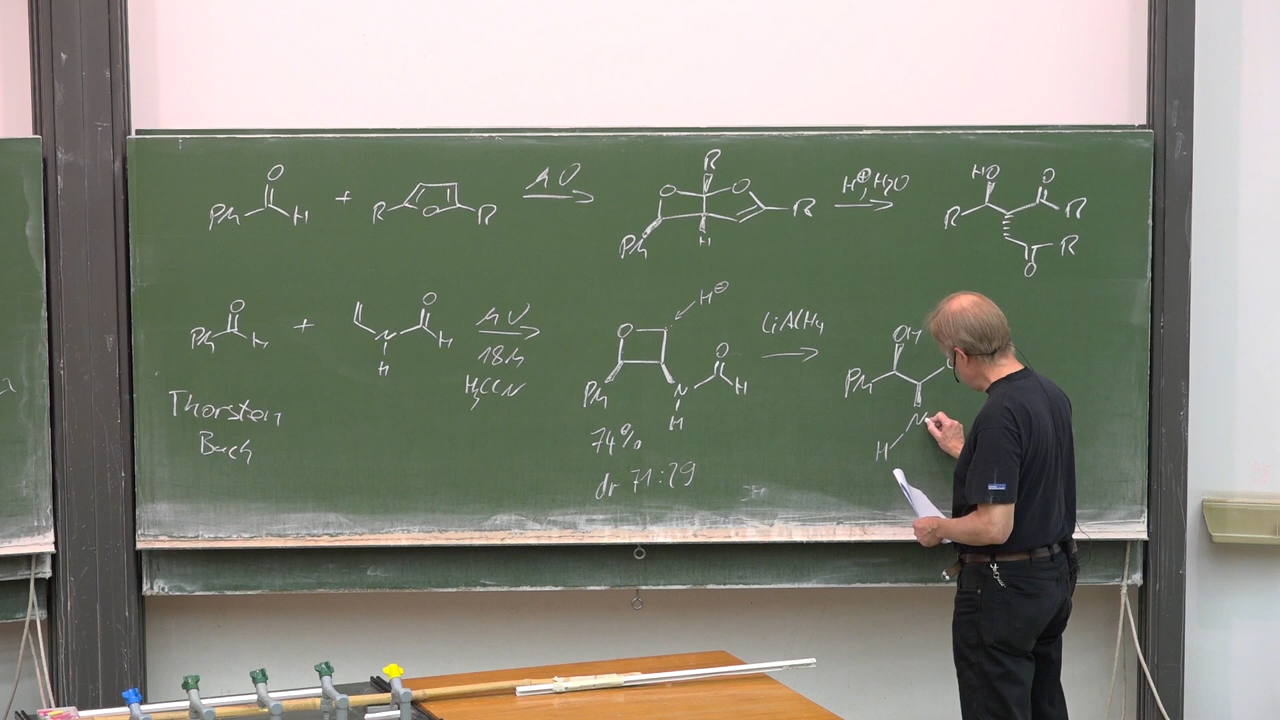 Ph O H + R O R hν R O O R Ph H H⊕, H2O HO O R R O R
Ph O H + N H O H hν 18h H3CCN O H⊖ Ph N H O H LiAlH4 OH Ph N H
Thorsten
Bach
74%
dr 71:29